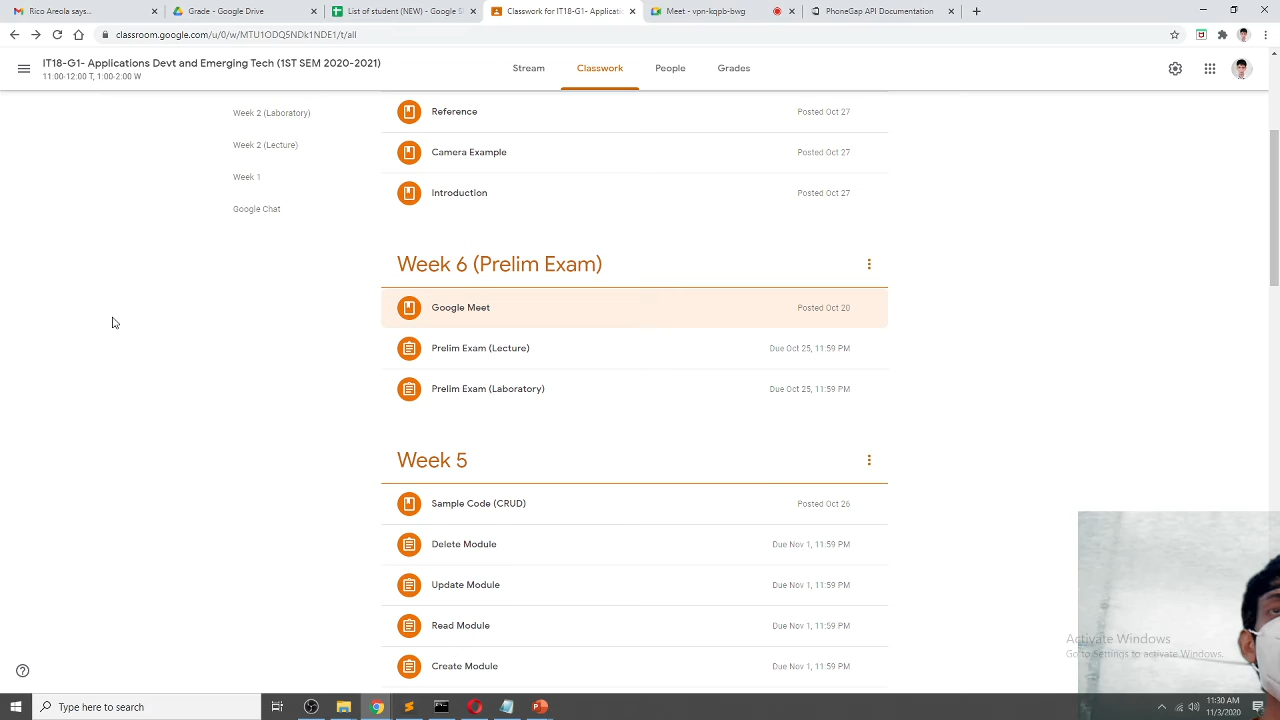 Rico Areola says...
Grade - Google Drive
List of student (NEW) - Google S
Classwork for IT18-G1- Applicatio
Meet - vpn-kqpb-bwg
PhoneGap API Documentation
classroom.google.com/u/0/w/MTU1ODQ5NDk1NDE1/t/all
IT18-G1- Applications Devt and Emerging Tech (1ST SEM 2020-2021)
11:00-12:00 T, 1:00-2:00 W
Stream
Classwork
People
Grades
Week 2 (Laboratory)
Week 2 (Lecture)
Week 1
Google Chat
Reference
Posted Oct 27
Camera Example
Posted Oct 27
Introduction
Posted Oct 27
Week 6 (Prelim Exam)
Google Meet
Posted Oct 20
Prelim Exam (Lecture)
Due Oct 25, 11:59 PM
Prelim Exam (Laboratory)
Due Oct 25, 11:59 PM
Week 5
Sample Code (CRUD)
Posted Oct 26
Delete Module
Due Nov 1, 11:59 PM
Update Module
Due Nov 1, 11:59 PM
Read Module
Due Nov 1, 11:59 PM
Create Module
Due Nov 1, 11:59 PM
Activate Windows
Go to Settings to activate Windows.
Type here to search
11:30 AM
11/3/2020